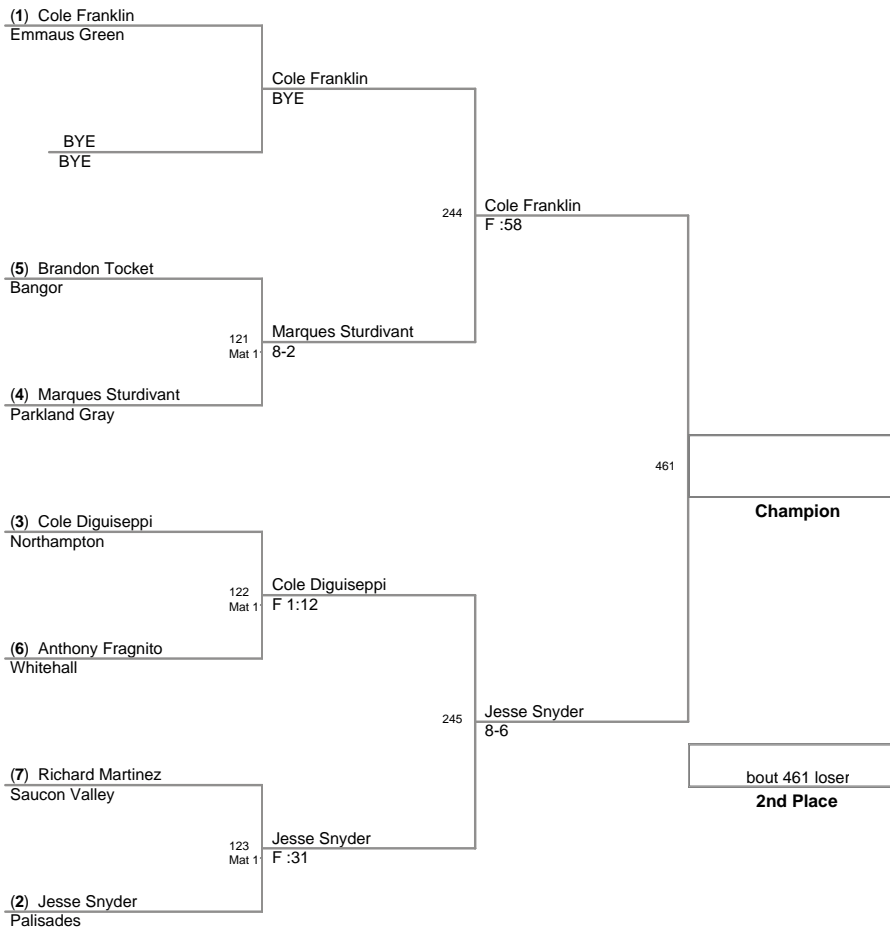 (1) Cole Franklin
Emmaus Green
Cole Franklin
BYE
BYE
BYE
244
Cole Franklin
F :58
(5) Brandon Tocket
Bangor
121
Mat 1
Marques Sturdivant
8-2
(4) Marques Sturdivant
Parkland Gray
461
Champion
(3) Cole Diguiseppi
Northampton
122
Mat 1
Cole Diguiseppi
F 1:12
(6) Anthony Fragnito
Whitehall
245
Jesse Snyder
8-6
(7) Richard Martinez
Saucon Valley
bout 461 loser
2nd Place
123
Mat 1
Jesse Snyder
F :31
(2) Jesse Snyder
Palisades